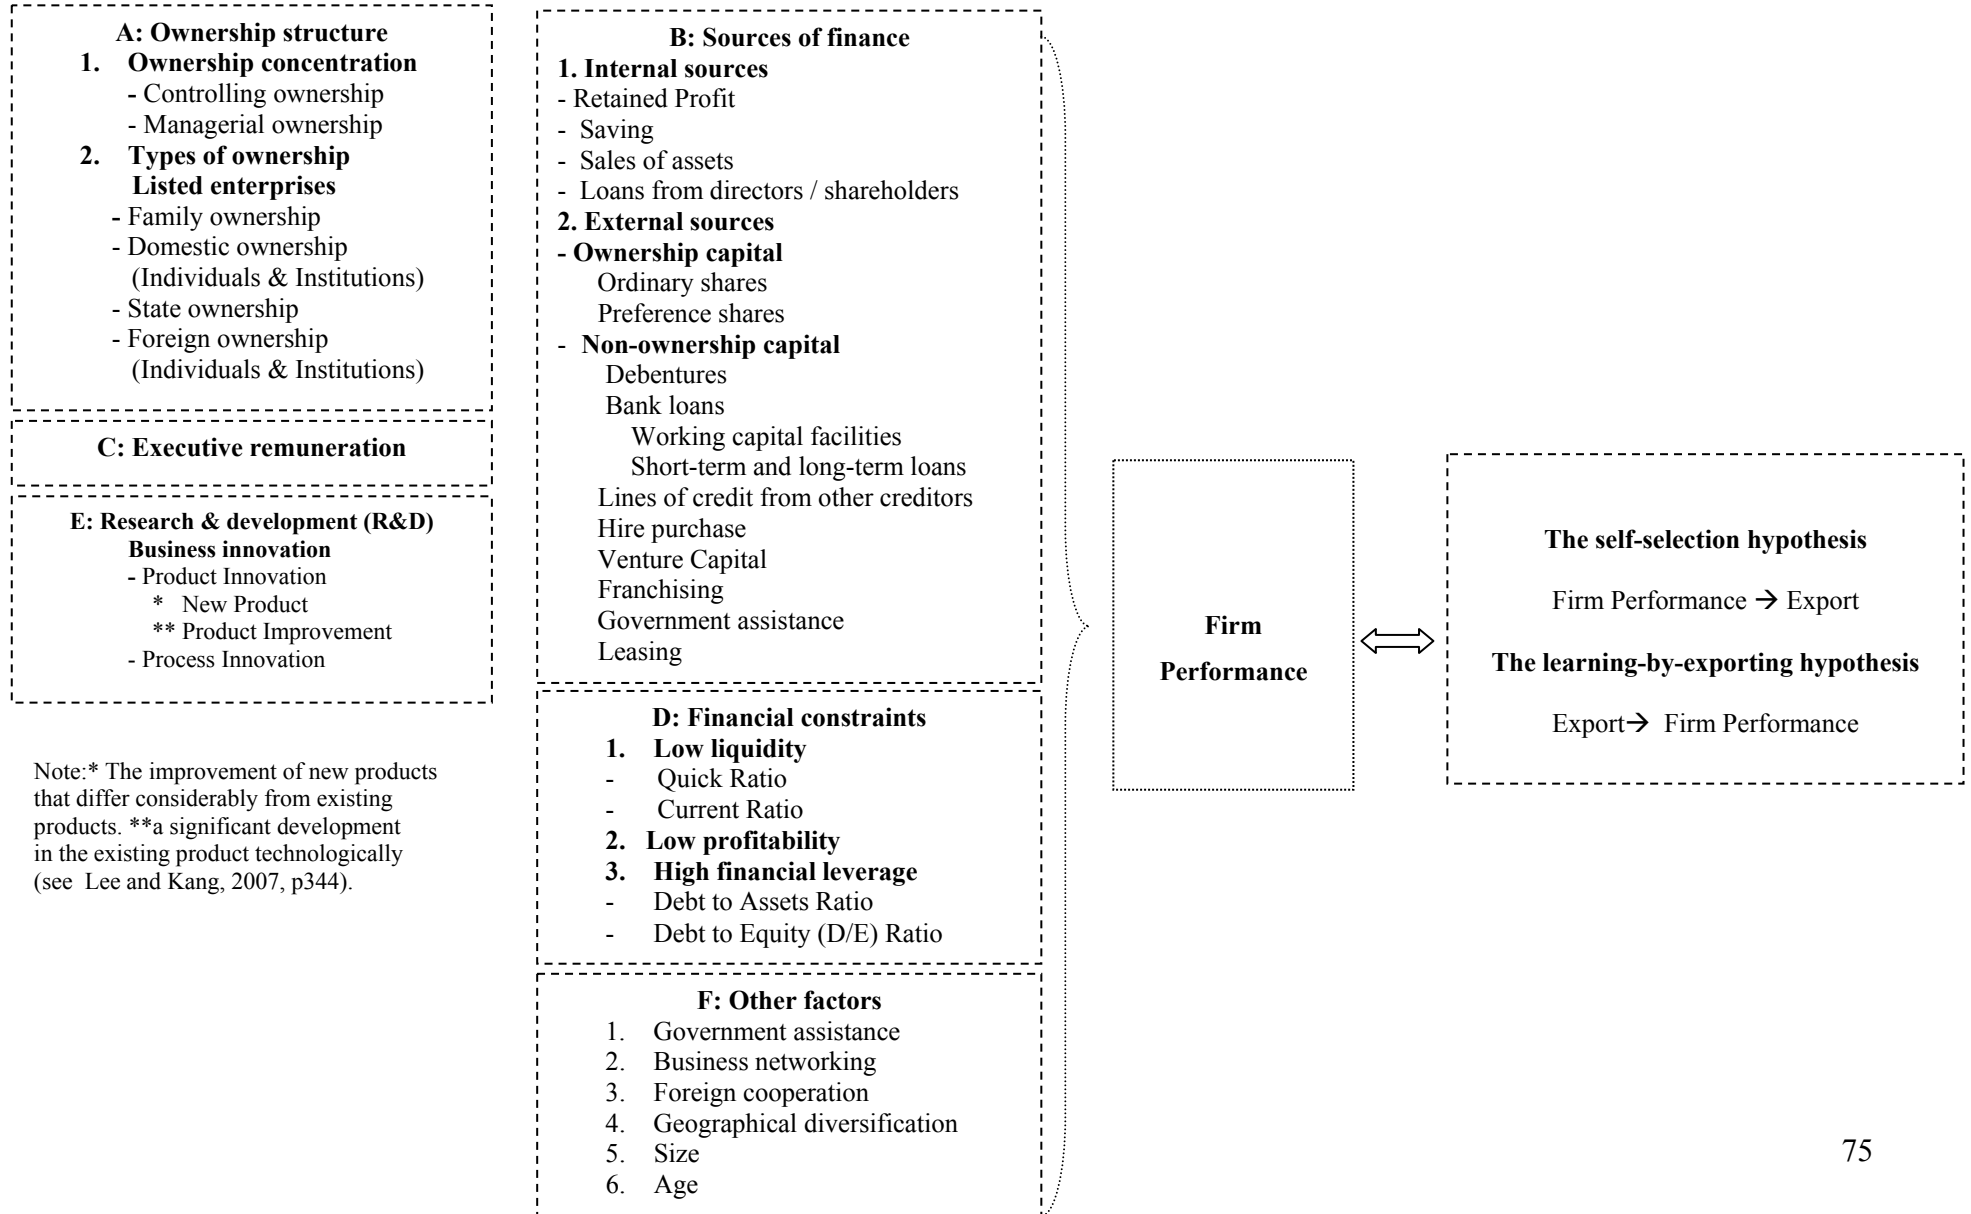 A: Ownership structure
1. Ownership concentration
- Controlling ownership
- Managerial ownership
2. Types of ownership
Listed enterprises
- Family ownership
- Domestic ownership
(Individuals & Institutions)
- State ownership
- Foreign ownership
(Individuals & Institutions)
C: Executive remuneration
E: Research & development (R&D)
Business innovation
- Product Innovation
* New Product
** Product Improvement
- Process Innovation
Note:* The improvement of new products
that differ considerably from existing
products. **a significant development
in the existing product technologically
(see Lee and Kang, 2007, p344).
B: Sources of finance
1. Internal sources
- Retained Profit
- Saving
- Sales of assets
- Loans from directors / shareholders
2. External sources
- Ownership capital
Ordinary shares
Preference shares
- Non-ownership capital
Debentures
Bank loans
Working capital facilities
Short-term and long-term loans
Lines of credit from other creditors
Hire purchase
Venture Capital
Franchising
Government assistance
Leasing
D: Financial constraints
1. Low liquidity
- Quick Ratio
- Current Ratio
2. Low profitability
3. High financial leverage
- Debt to Assets Ratio
- Debt to Equity (D/E) Ratio
F: Other factors
1. Government assistance
2. Business networking
3. Foreign cooperation
4. Geographical diversification
5. Size
6. Age
Firm
Performance
The self-selection hypothesis
Firm Performance → Export
The learning-by-exporting hypothesis
Export→ Firm Performance
75